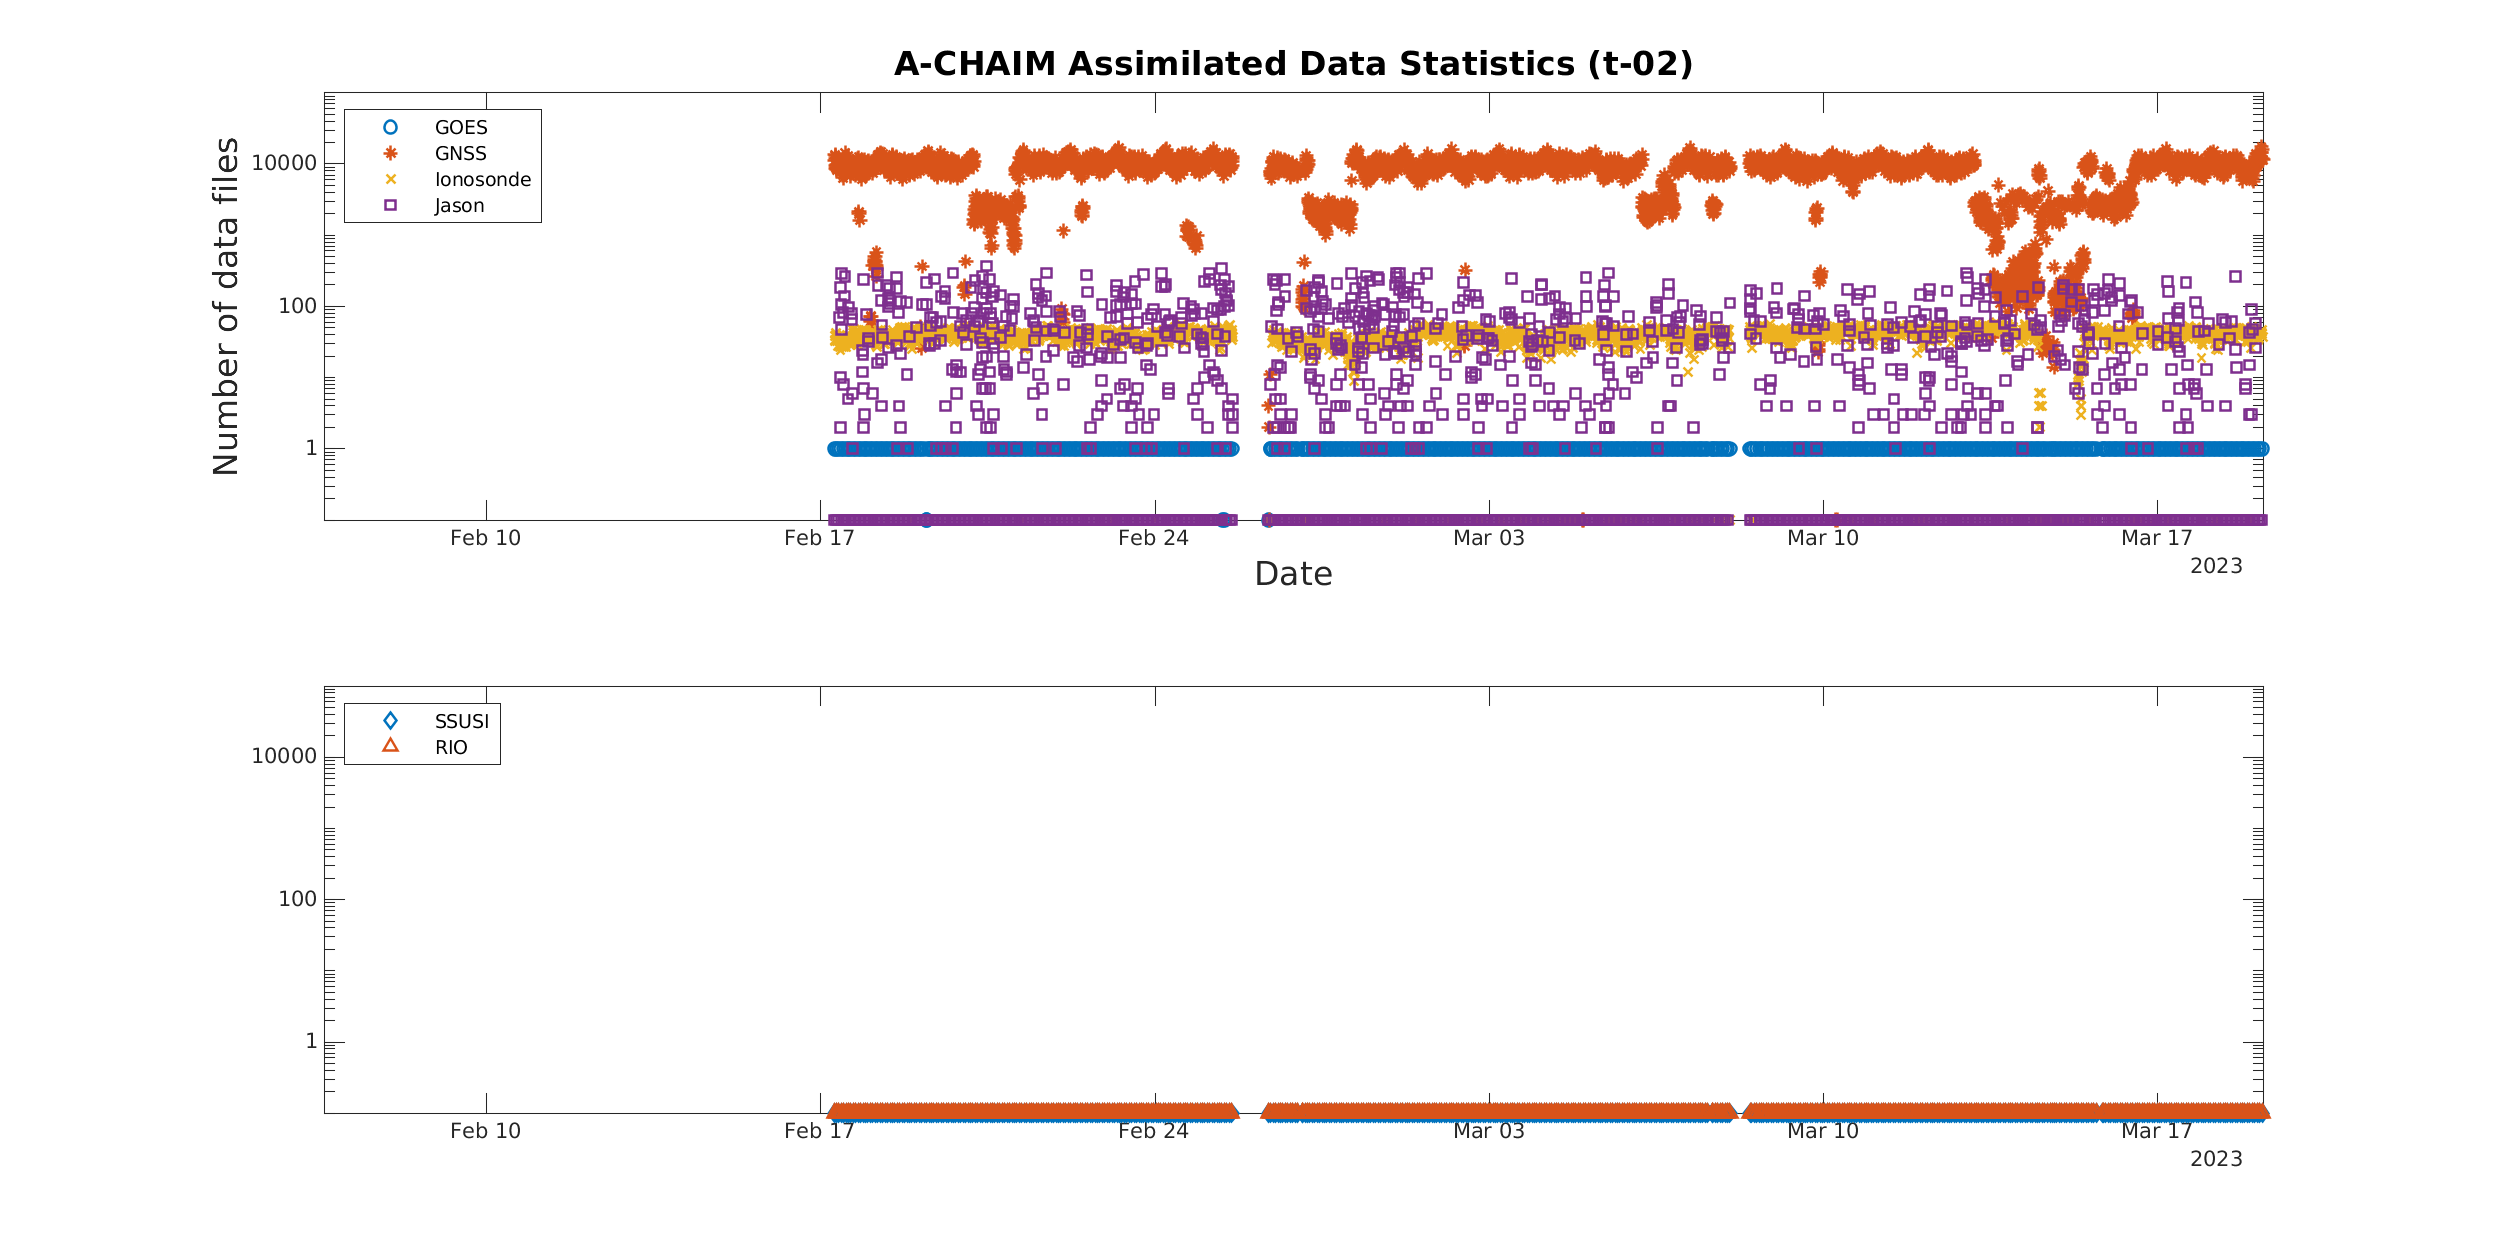 A-CHAIM Assimilated Data Statistics (t-02)
GOES
GNSS
Ionosonde
Jason
Number of data files
10000
100
1
Feb 10 Feb 17 Feb 24 Mar 03 Mar 10 Mar 17
2023
Date
SSUSI
RIO
10000
100
1
Feb 10 Feb 17 Feb 24 Mar 03 Mar 10 Mar 17
2023